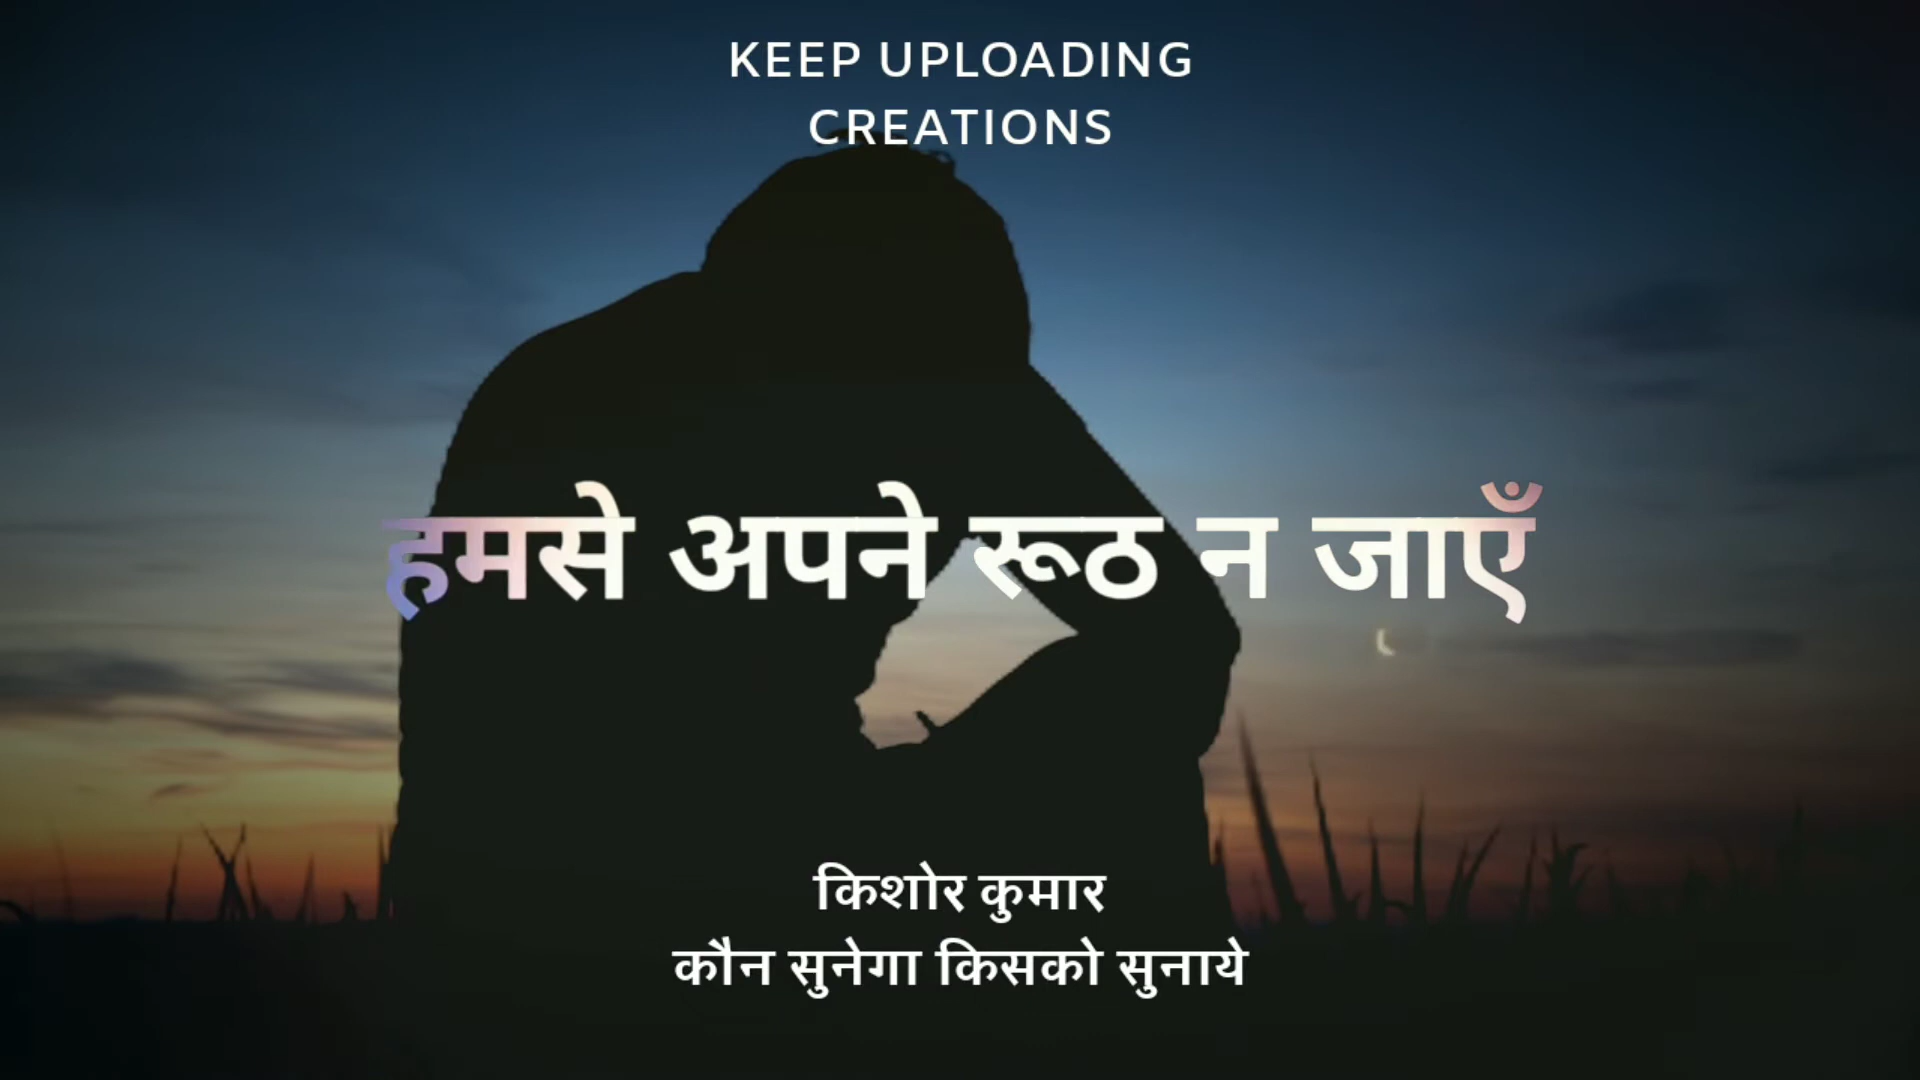 KEEP UPLOADING
CREATIONS
हमसे अपने रूठ न जाएँ
किशोर कुमार
कौन सुनेगा किसको सुनाये